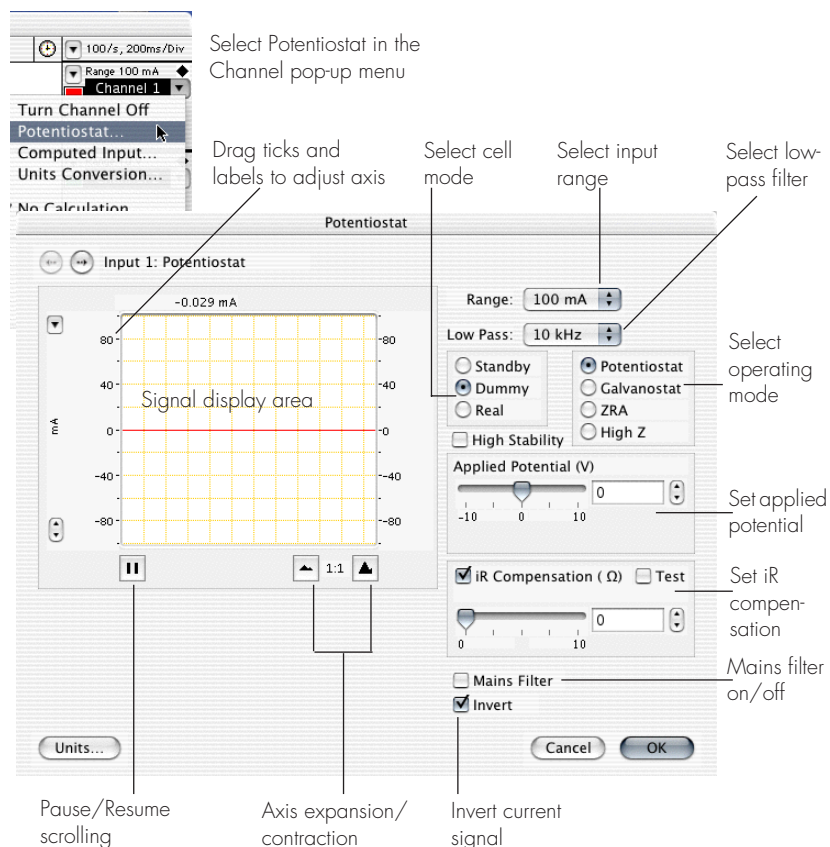 100/s, 200ms/Div
Range 100 mA
Channel 1
Select Potentiostat in the
Channel pop-up menu
Turn Channel Off
Potentiostat...
Computed Input...
Units Conversion...
No Calculation
Drag ticks and
labels to adjust axis
Select cell
mode
Select input
range
Select low-
pass filter
Potentiostat
Input 1: Potentiostat
-0.029 mA
80
40
0
-40
-80
mA
Signal display area
80
40
0
-40
-80
1:1
Range: 100 mA
Low Pass: 10 kHz
Standby
Dummy
Real
High Stability
Potentiostat
Galvanostat
ZRA
High Z
Select
operating
mode
Applied Potential (V)
0
-10 0 10
Set applied
potential
iR Compensation ( Ω) Test
0
0 10
Set iR
compen-
sation
Mains Filter
Invert
Mains filter
on/off
Units...
Cancel
OK
Pause/Resume
scrolling
Axis expansion/
contraction
Invert current
signal